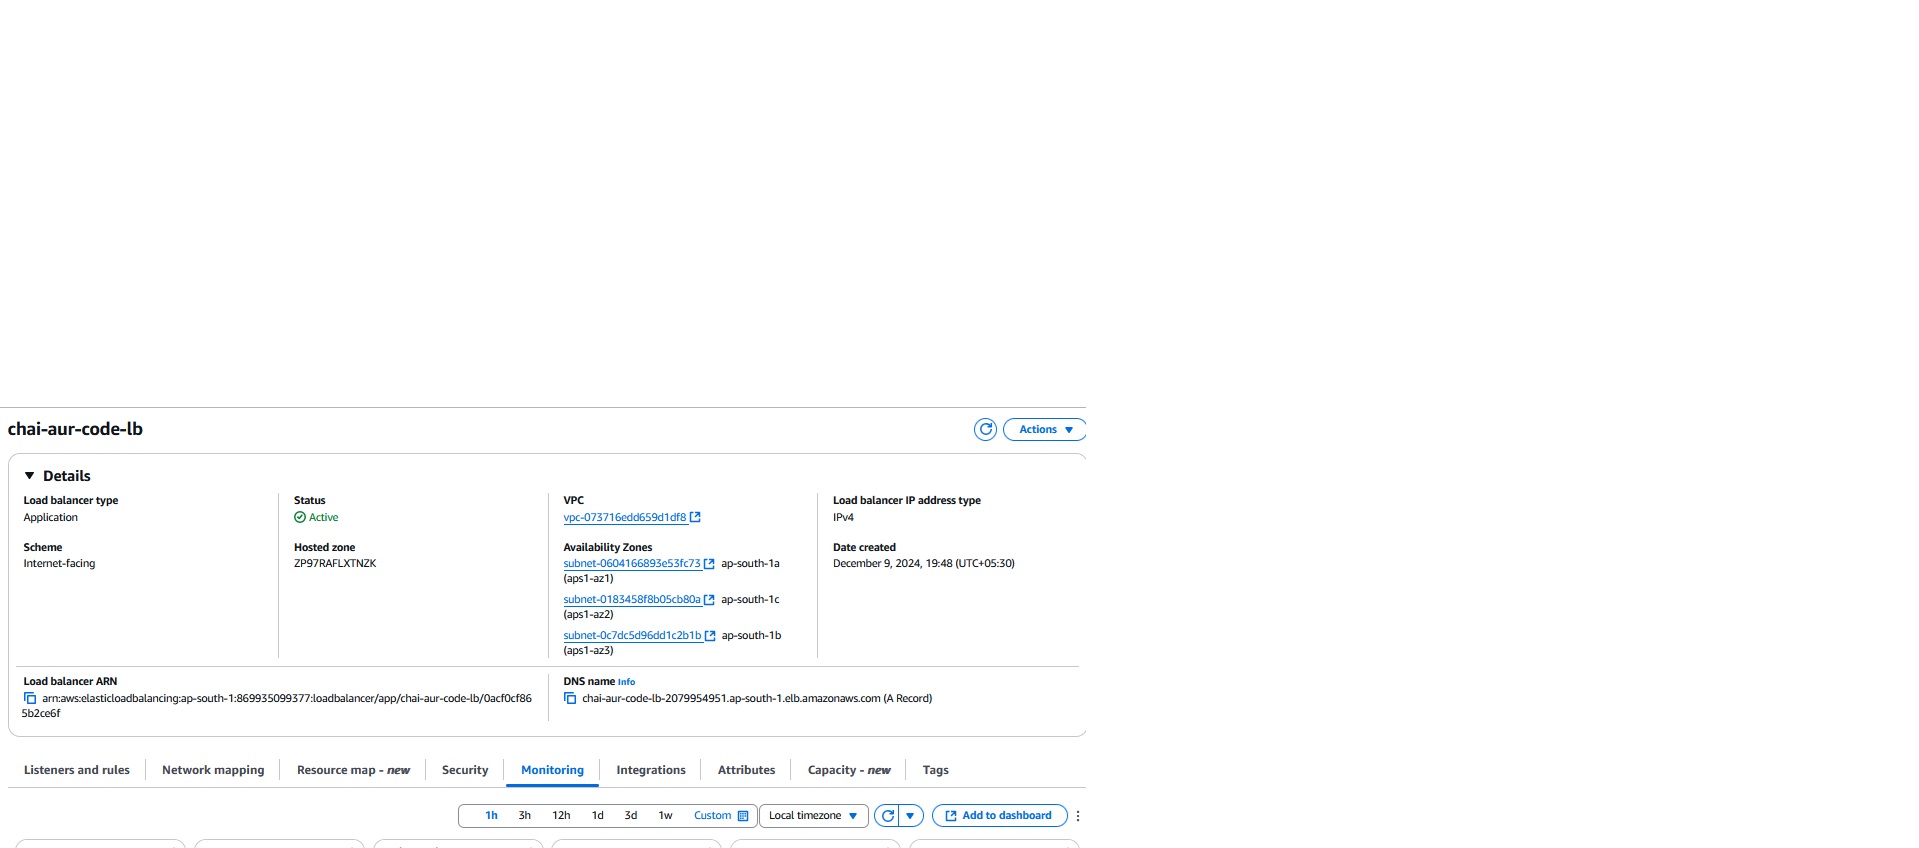 chai-aur-code-lb
Actions
Details
Load balancer type
Application
Status
Active
VPC
vpc-073716edd659d1df8
Load balancer IP address type
IPv4
Scheme
Internet-facing
Hosted zone
ZP97RAFLXTNZK
Availability Zones
subnet-0604166893e53fc73 ap-south-1a
(aps1-az1)
subnet-0183458f8b05cb80a ap-south-1c
(aps1-az2)
subnet-0c7dc5d96dd1c2b1b ap-south-1b
(aps1-az3)
Date created
December 9, 2024, 19:48 (UTC+05:30)
Load balancer ARN
arn:aws:elasticloadbalancing:ap-south-1:869935099377:loadbalancer/app/chai-aur-code-lb/0acf0cf86
5b2ce6f
DNS name Info
chai-aur-code-lb-2079954951.ap-south-1.elb.amazonaws.com (A Record)
Listeners and rules Network mapping Resource map - new Security Monitoring Integrations Attributes Capacity - new Tags
1h 3h 12h 1d 3d 1w Custom Local timezone Add to dashboard